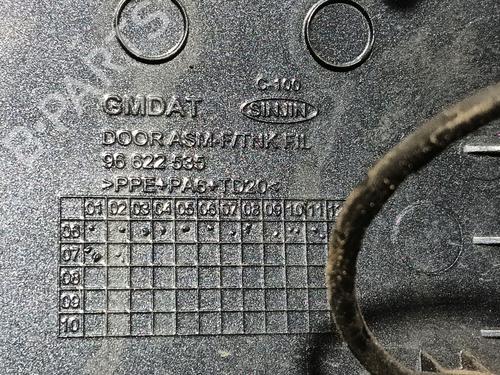 C-100
GMDAT SINJIN
DOOR ASM-F/TNK FIL
96 622 535
>PPE+PA6+TD20<
01 02 03 04 05 06 07 08 09 10 11
06
07
08
09
10
B-PARTS